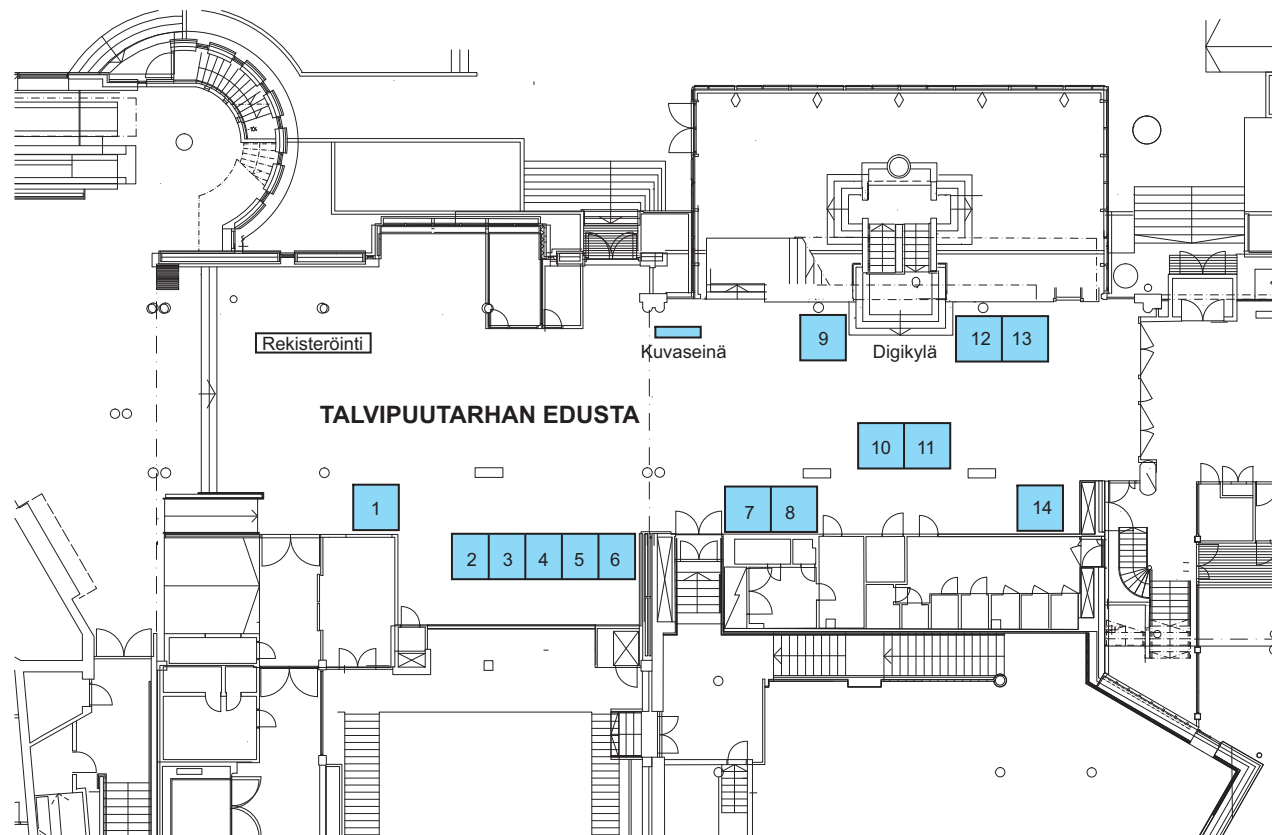 Rekisteröinti
Kuvaseinä
9
Digikylä
12 13
TALVIPUUTARHAN EDUSTA
10 11
1
7 8
14
2 3 4 5 6